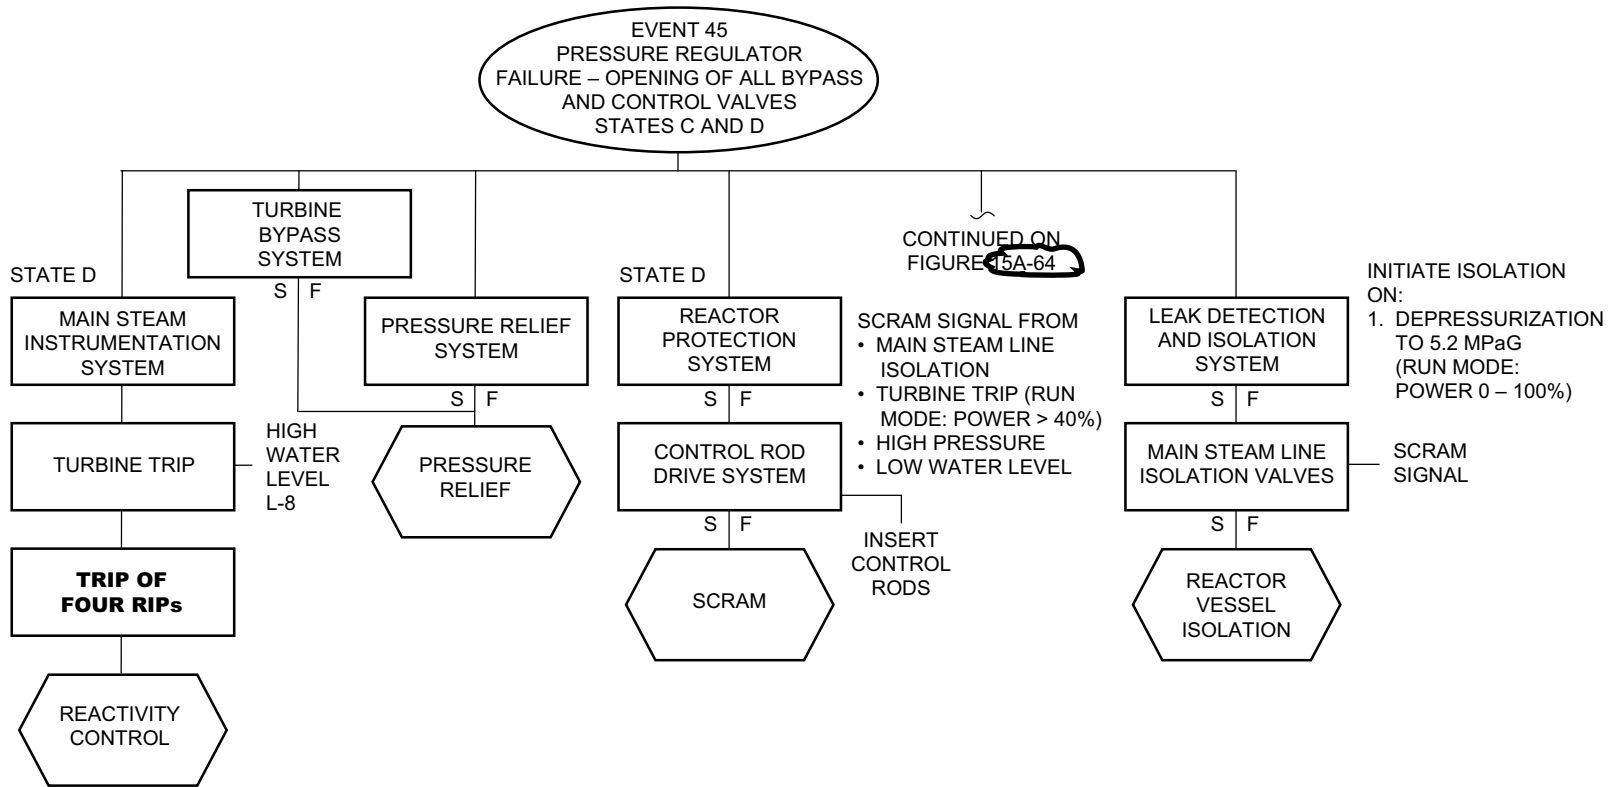 EVENT 45
PRESSURE REGULATOR
FAILURE – OPENING OF ALL BYPASS
AND CONTROL VALVES
STATES C AND D
TURBINE
BYPASS
SYSTEM
S F
STATE D
MAIN STEAM
INSTRUMENTATION
SYSTEM
TURBINE TRIP
HIGH
WATER
LEVEL
L-8
TRIP OF
FOUR RIPs
REACTIVITY
CONTROL
PRESSURE RELIEF
SYSTEM
S F
PRESSURE
RELIEF
STATE D
REACTOR
PROTECTION
SYSTEM
S F
CONTROL ROD
DRIVE SYSTEM
S F
SCRAM
INSERT
CONTROL
RODS
SCRAM SIGNAL FROM
• MAIN STEAM LINE
ISOLATION
• TURBINE TRIP (RUN
MODE: POWER > 40%)
• HIGH PRESSURE
• LOW WATER LEVEL
CONTINUED ON
FIGURE 15A-64
LEAK DETECTION
AND ISOLATION
SYSTEM
S F
MAIN STEAM LINE
ISOLATION VALVES
S F
REACTOR
VESSEL
ISOLATION
SCRAM
SIGNAL
INITIATE ISOLATION
ON:
1. DEPRESSURIZATION
TO 5.2 MPaG
(RUN MODE:
POWER 0 – 100%)